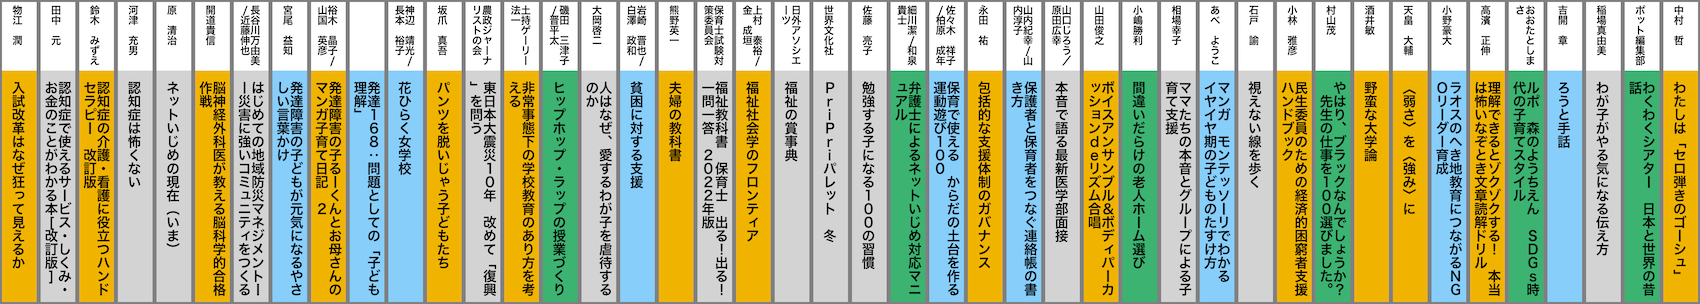 中村 哲
わたしは「セロ弾きのゴーシュ」
ポット編集部
わくわくシアター 日本と世界の昔
話
稲場真由美
わが子がやる気になる伝え方
吉開 章
ろうと手話
おおたとしま
さ
ルポ 森のようちえん SDGs時
代の子育てスタイル
高濱 正伸
理解できるとゾクゾクする! 本当
は怖いなぞとき文章読解ドリル
小野豪大
ラオスのへき地教育につながるNG
Oリーダー育成
天畠 大輔
〈弱さ〉を〈強み〉に
酒井敏
野蛮な大学論
村山茂
やはり、ブラックなんでしょうか?
先生の仕事を100選びました。
小林 雅彦
民生委員のための経済的困窮者支援
ハンドブック
石戸 諭
視えない線を歩く
あべ ようこ
マンガ モンテッソーリでわかる
イヤイヤ期の子どものたすけ方
相場幸子
ママたちの本音とグループによる子
育て支援
小嶋勝利
間違いだらけの老人ホーム選び
山田俊之
ボイスアンサンブル&ボディパーカ
ッションdeリズム合唱
山口じろう/
原田広幸
本音で語る最新医学部面接
山内紀幸/山
内淳子
保護者と保育者をつなぐ連絡帳の書
き方
永田 祐
包括的な支援体制のガバナンス
佐々木 祥子
/柏原 成年
保育で使える からだの土台を作る
運動遊び100
細川潔/和泉
貴士
弁護士によるネットいじめ対応マニ
ュアル
佐藤 亮子
勉強する子になる100の習慣
世界文化社
PriPriパレット 冬
日外アソシエ
福祉の賞事典
上村 泰裕/
金 成垣
福祉社会学のフロンティア
保育士試験対
策委員会
福祉教科書 保育士 出る!出る!
一問一答 2022年版
熊野英一
夫婦の教科書
岩崎 晋也/
白澤 政和/
貧困に対する支援
大岡啓二
人はなぜ、愛するわが子を虐待する
のか
磯田 三津子
/晋平太
ヒップホップ・ラップの授業づくり
土持ゲーリー
法一
非常事態下の学校教育のあり方を考
える
農政ジャーナ
リストの会
東日本大震災10年 改めて「復興
」を問う
坂爪 真吾
パンツを脱いじゃう子どもたち
神辺 靖光/
長本 裕子
花ひらく女学校
発達168:問題としての「子ども
理解」
裕木 晶子/
山国 英彦
発達障害の子るーくんとお母さんの
マンガ子育て日記 2
宮尾 益知
発達障害の子どもが元気になるやさ
しい言葉かけ
長谷川万由美
/近藤伸也
はじめての地域防災マネジメントー
ー災害に強いコミュニティをつくる
開道貴信
脳神経外科医が教える脳科学的合格
作戦
原 清治
ネットいじめの現在(いま)
河津 充男
認知症は怖くない
鈴木 みずえ
認知症の介護・看護に役立つハンド
セラピー 改訂版
田中 元
認知症で使えるサービス・しくみ・
お金のことがわかる本[改訂版]
物江 潤
入試改革はなぜ狂って見えるか